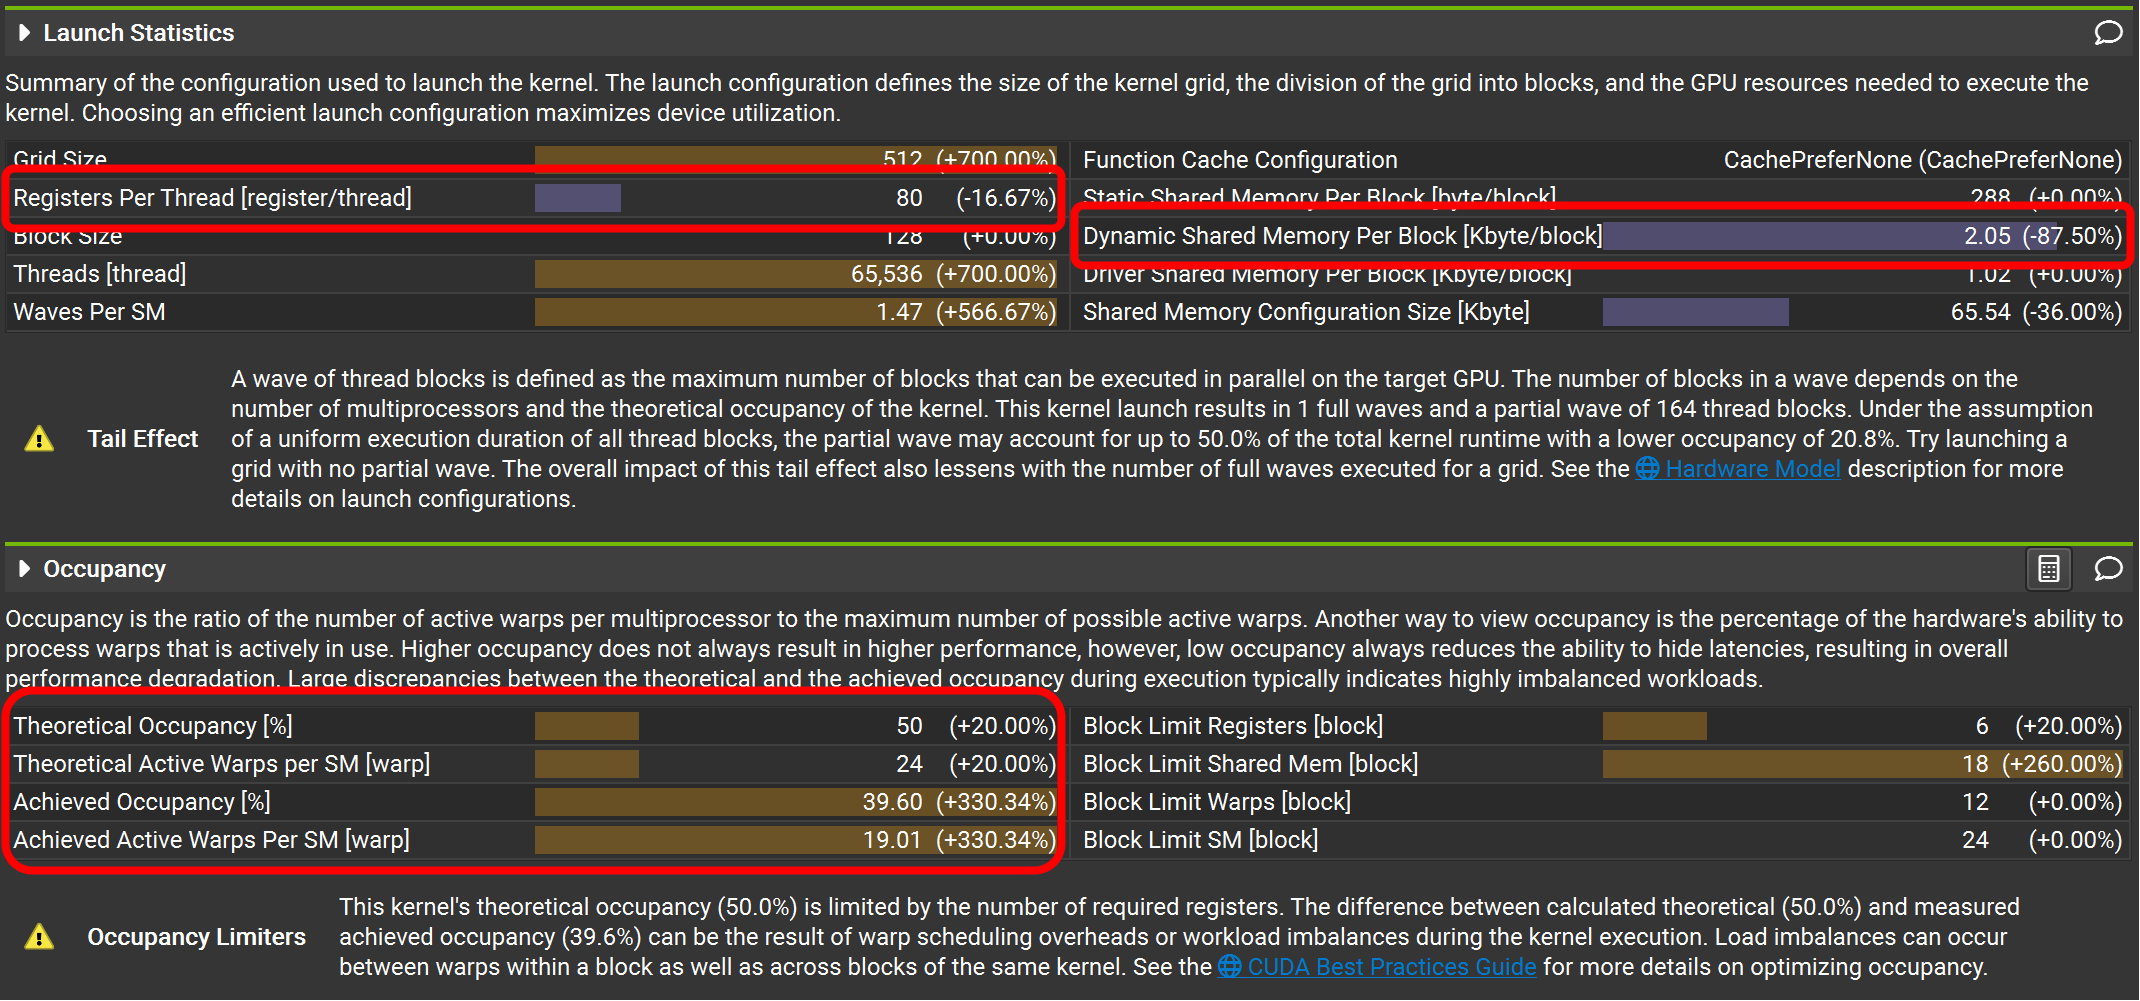 Launch Statistics
Summary of the configuration used to launch the kernel. The launch configuration defines the size of the kernel grid, the division of the grid into blocks, and the GPU resources needed to execute the
kernel. Choosing an efficient launch configuration maximizes device utilization.
Grid Size 512 (+700.00%)
Registers Per Thread [register/thread] 80 (-16.67%)
Block Size 128 (+0.00%)
Threads [thread] 65,536 (+700.00%)
Waves Per SM 1.47 (+566.67%)
Function Cache Configuration CachePreferNone (CachePreferNone)
Static Shared Memory Per Block [byte/block] 288 (+0.00%)
Dynamic Shared Memory Per Block [Kbyte/block] 2.05 (-87.50%)
Driver Shared Memory Per Block [Kbyte/block] 1.02 (+0.00%)
Shared Memory Configuration Size [Kbyte] 65.54 (-36.00%)
Tail Effect
A wave of thread blocks is defined as the maximum number of blocks that can be executed in parallel on the target GPU. The number of blocks in a wave depends on the
number of multiprocessors and the theoretical occupancy of the kernel. This kernel launch results in 1 full waves and a partial wave of 164 thread blocks. Under the assumption
of a uniform execution duration of all thread blocks, the partial wave may account for up to 50.0% of the total kernel runtime with a lower occupancy of 20.8%. Try launching a
grid with no partial wave. The overall impact of this tail effect also lessens with the number of full waves executed for a grid. See the Hardware Model description for more
details on launch configurations.
Occupancy
Occupancy is the ratio of the number of active warps per multiprocessor to the maximum number of possible active warps. Another way to view occupancy is the percentage of the hardware's ability to
process warps that is actively in use. Higher occupancy does not always result in higher performance, however, low occupancy always reduces the ability to hide latencies, resulting in overall
performance degradation. Large discrepancies between the theoretical and the achieved occupancy during execution typically indicates highly imbalanced workloads.
Theoretical Occupancy [%] 50 (+20.00%)
Theoretical Active Warps per SM [warp] 24 (+20.00%)
Achieved Occupancy [%] 39.60 (+330.34%)
Achieved Active Warps Per SM [warp] 19.01 (+330.34%)
Block Limit Registers [block] 6 (+20.00%)
Block Limit Shared Mem [block] 18 (+260.00%)
Block Limit Warps [block] 12 (+0.00%)
Block Limit SM [block] 24 (+0.00%)
Occupancy Limiters
This kernel's theoretical occupancy (50.0%) is limited by the number of required registers. The difference between calculated theoretical (50.0%) and measured
achieved occupancy (39.6%) can be the result of warp scheduling overheads or workload imbalances during the kernel execution. Load imbalances can occur
between warps within a block as well as across blocks of the same kernel. See the CUDA Best Practices Guide for more details on optimizing occupancy.